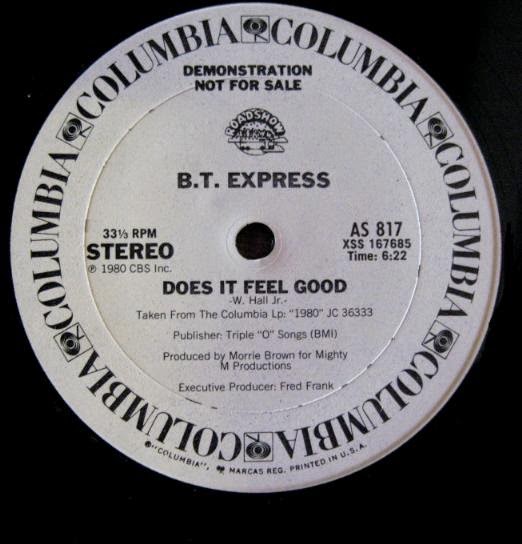 COLUMBIA COLUMBIA COLUMBIA COLUMBIA COLUMBIA COLUMBIA COLUMBIA COLUMBIA
DEMONSTRATION
NOT FOR SALE
ROADSHOW
B.T. EXPRESS
33⅓ RPM
STEREO
℗ 1980 CBS Inc.
AS 817
XSS 167685
Time: 6:22
DOES IT FEEL GOOD
-W. Hall Jr.-
Taken From The Columbia Lp: "1980" JC 36333
Publisher: Triple "O" Songs (BMI)
Produced by Morrie Brown for Mighty
M Productions
Executive Producer: Fred Frank
"COLUMBIA", MARCAS REG. PRINTED IN U.S.A.